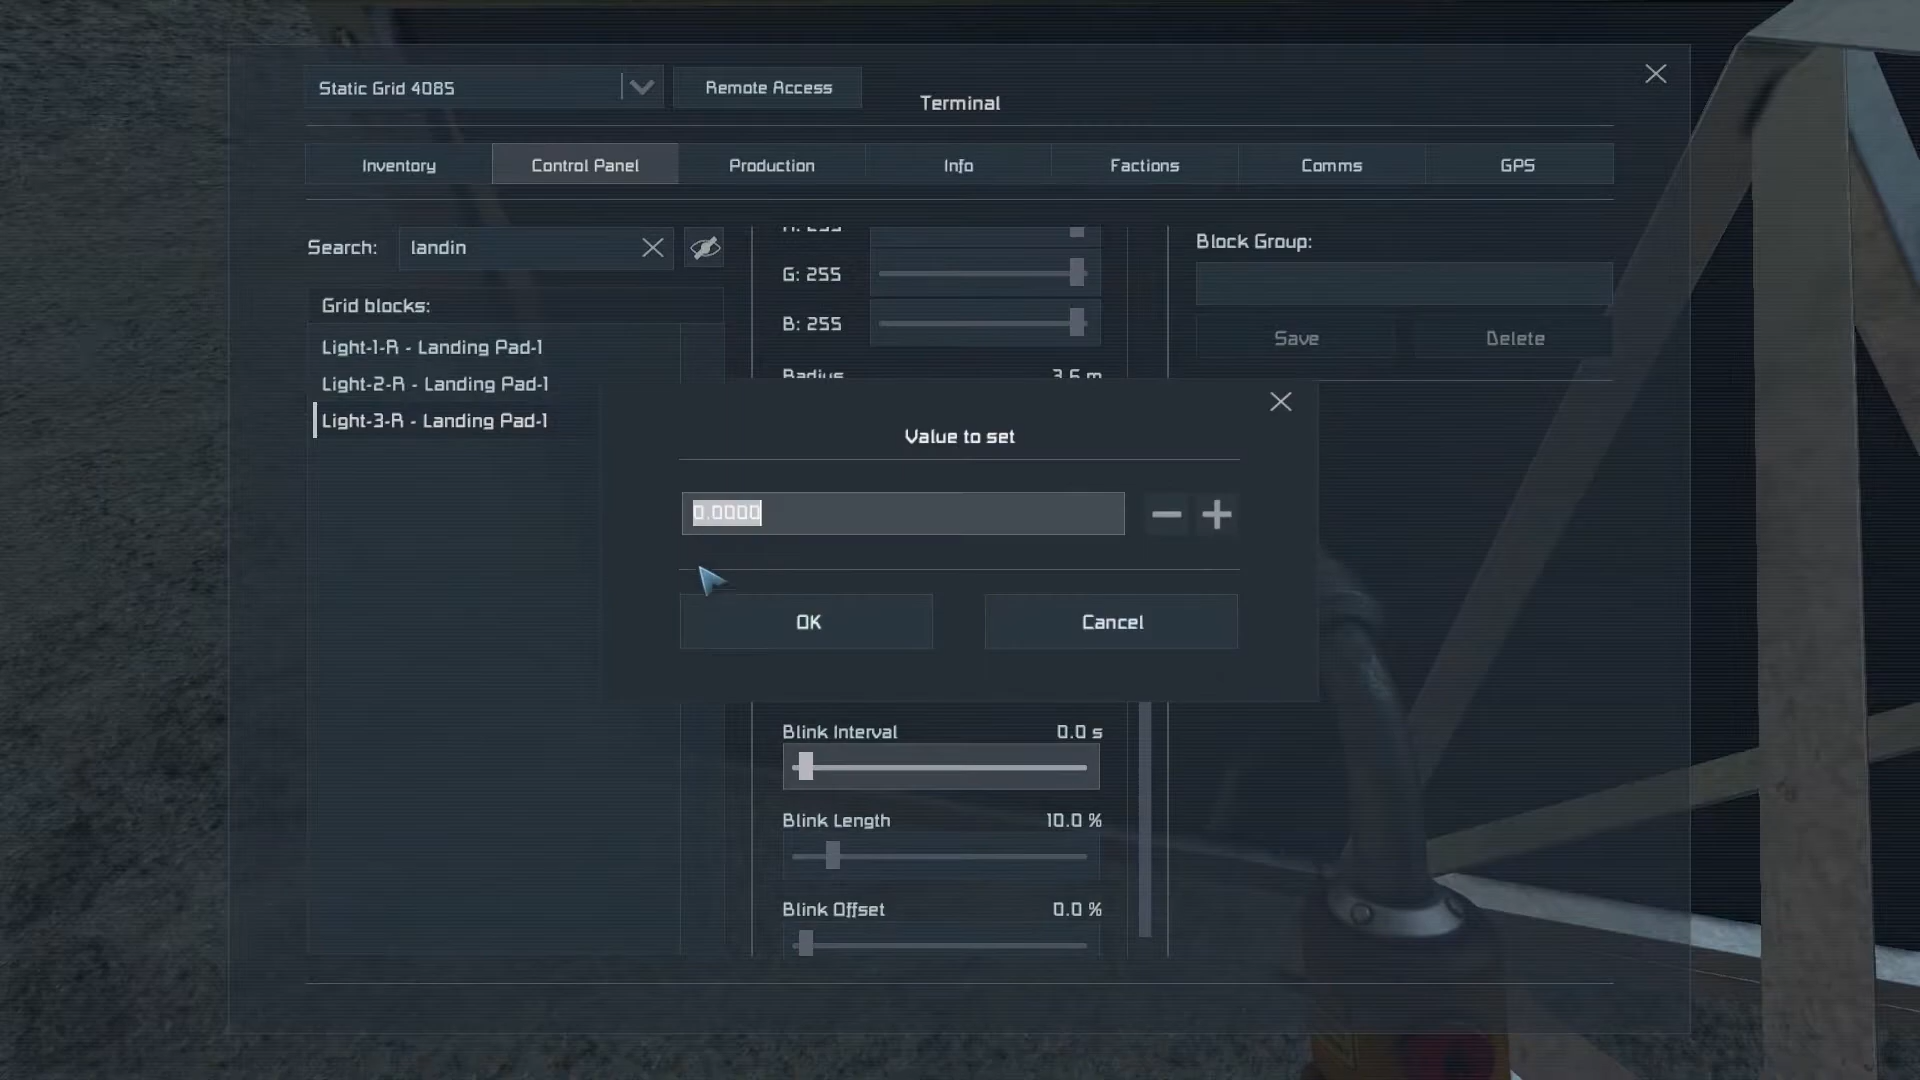 Static Grid 4085
Remote Access
Terminal
Inventory
Control Panel
Production
Info
Factions
Comms
GPS
Search:
landin
Grid blocks:
Light-1-R - Landing Pad-1
Light-2-R - Landing Pad-1
Light-3-R - Landing Pad-1
G: 255
B: 255
Radius 3.6 m
Block Group:
Save
Delete
Value to set
0.0000
OK
Cancel
Blink Interval 0.0 s
Blink Length 10.0 %
Blink Offset 0.0 %